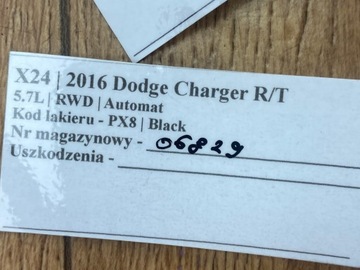 X24 | 2016 Dodge Charger R/T
5.7L | RWD | Automat
Kod lakieru - PX8 | Black
Nr magazynowy - 06829
Uszkodzenia -